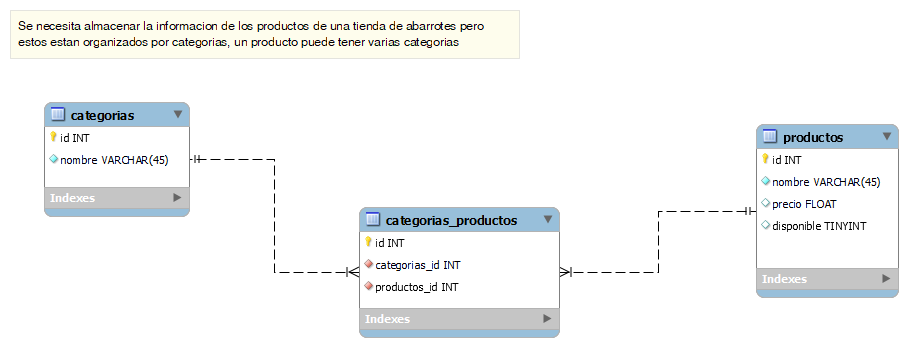 Se necesita almacenar la informacion de los productos de una tienda de abarrotes pero
estos estan organizados por categorias, un producto puede tener varias categorias
categorias
id INT
nombre VARCHAR(45)
Indexes
categorias_productos
id INT
categorias_id INT
productos_id INT
Indexes
productos
id INT
nombre VARCHAR(45)
precio FLOAT
disponible TINYINT
Indexes